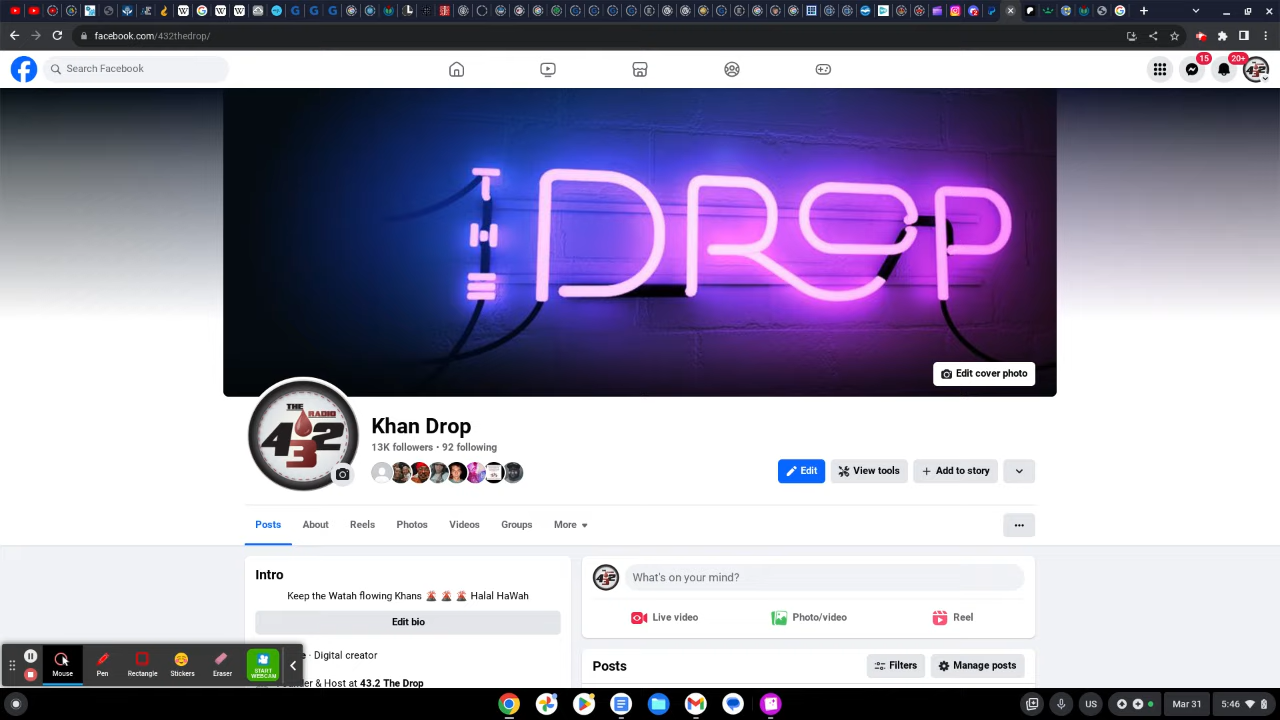 facebook.com/432thedrop/
Search Facebook
15
20+
THE
DROP
Edit cover photo
THE RADIO
432
Khan Drop
13K followers • 92 following
Edit
View tools
Add to story
Posts
About
Reels
Photos
Videos
Groups
More
Intro
Keep the Watah flowing Khans 🌋 🌋 🌋 Halal HaWah
Edit bio
· Digital creator
& Host at 43.2 The Drop
What's on your mind?
Live video
Photo/video
Reel
Posts
Filters
Manage posts
Mouse
Pen
Rectangle
Stickers
Eraser
START WEBCAM
US
Mar 31
5:46